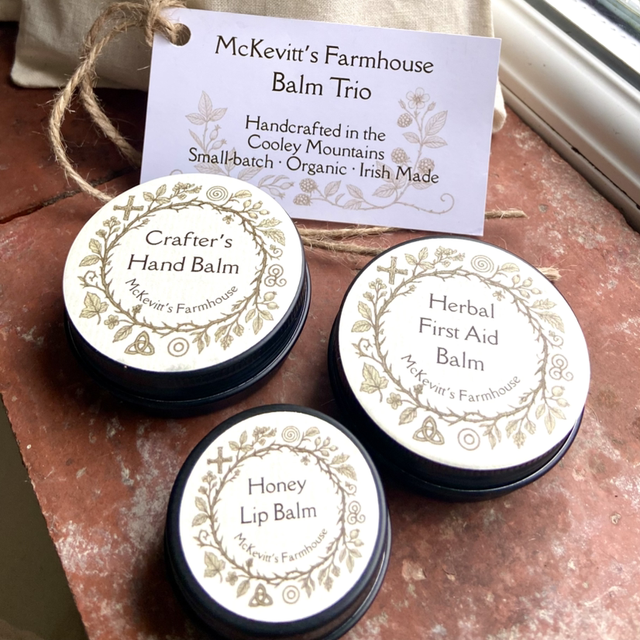 McKevitt's Farmhouse
Balm Trio
Handcrafted in the
Cooley Mountains
Small-batch · Organic · Irish Made
Crafter's
Hand Balm
McKevitt's Farmhouse
Herbal
First Aid
Balm
McKevitt's Farmhouse
Honey
Lip Balm
McKevitt's Farmhouse